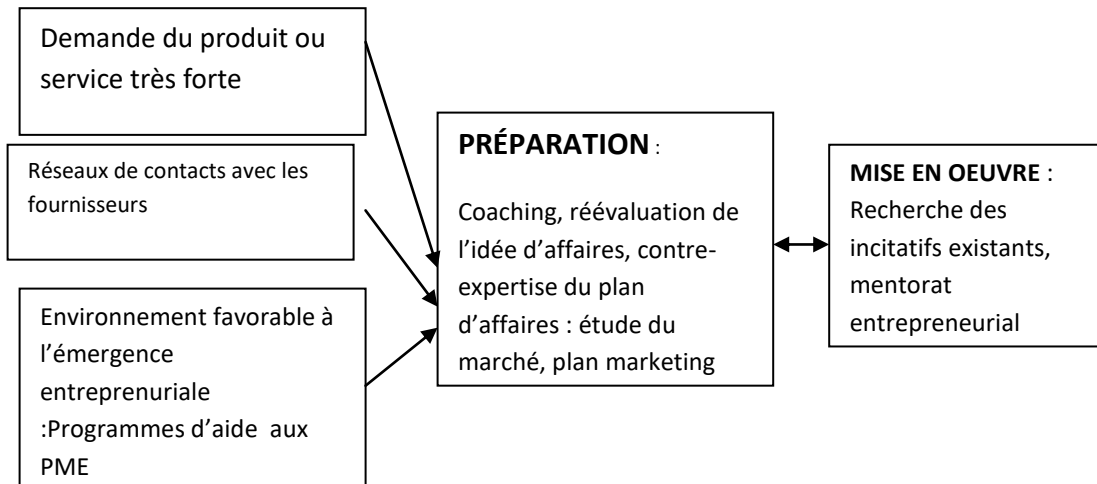 Demande du produit ou
service très forte
Réseaux de contacts avec les
fournisseurs
Environnement favorable à
l’émergence
entreprenuriale
:Programmes d’aide aux
PME
PRÉPARATION :
Coaching, réévaluation de
l’idée d’affaires, contre-
expertise du plan
d’affaires : étude du
marché, plan marketing
MISE EN OEUVRE :
Recherche des
incitatifs existants,
mentorat
entrepreneurial